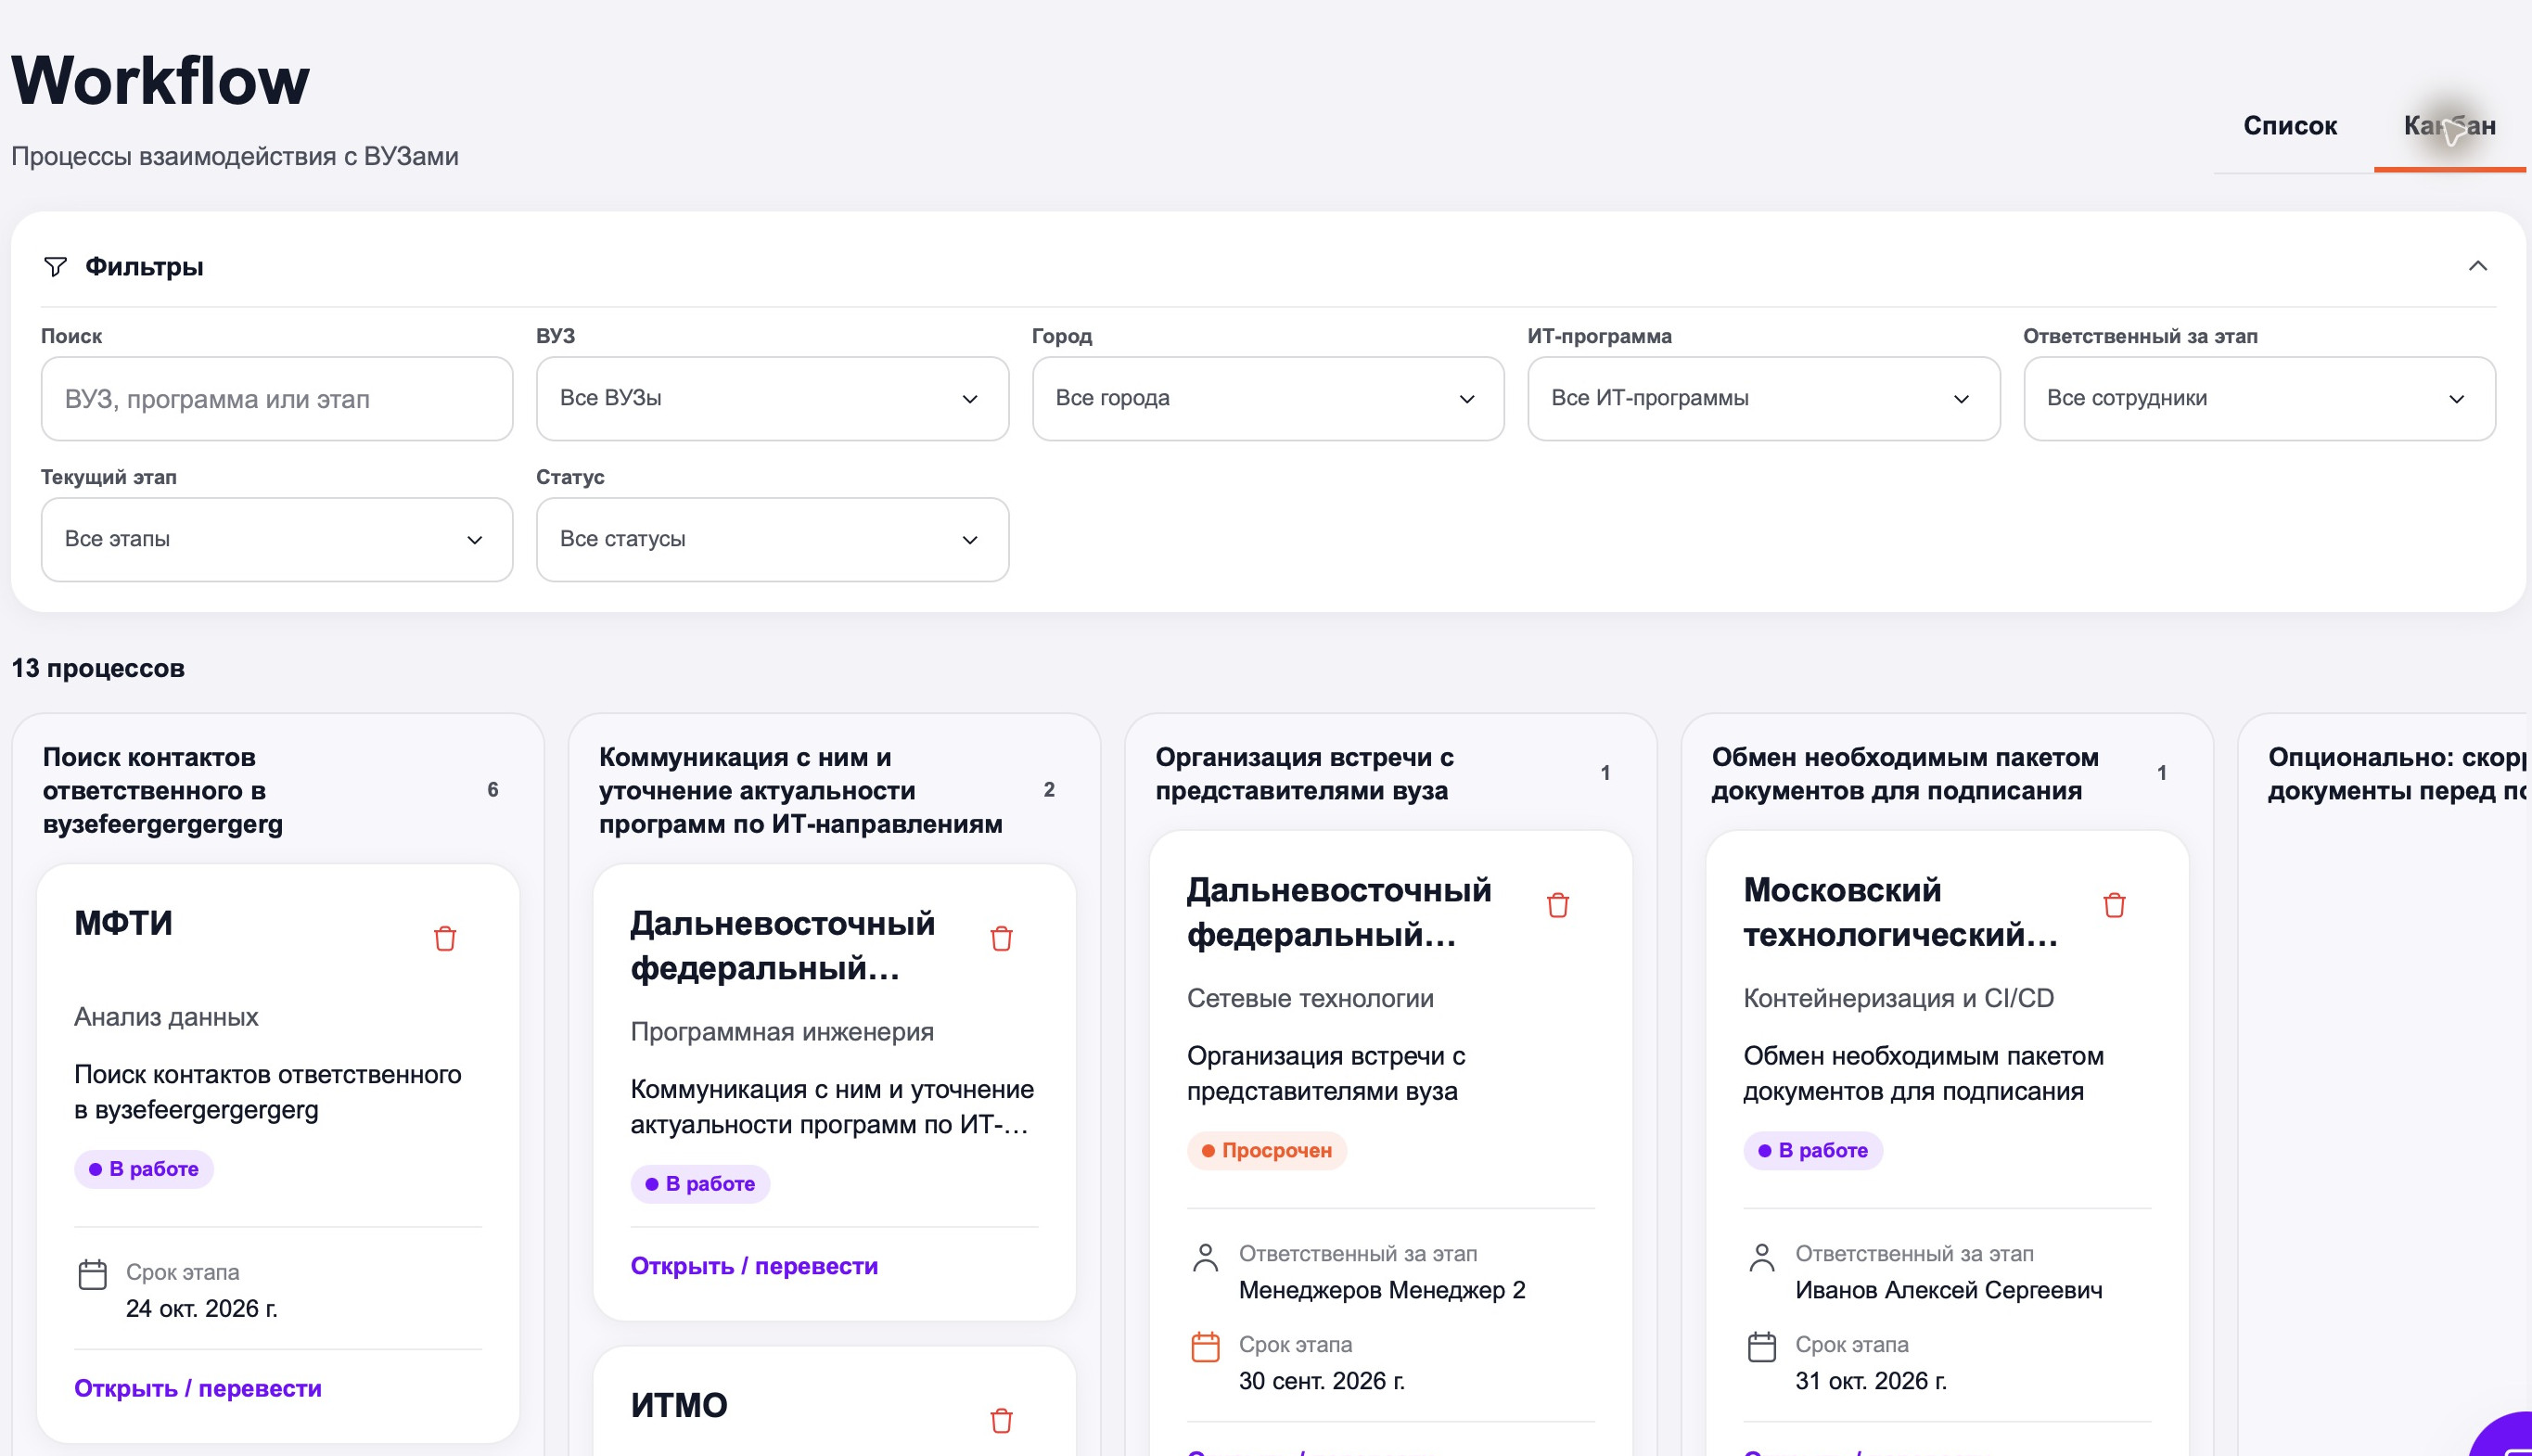 Workflow
Процессы взаимодействия с ВУЗами
Список
Канбан
Фильтры
Поиск
ВУЗ
Город
ИТ-программа
Ответственный за этап
ВУЗ, программа или этап
Все ВУЗы
Все города
Все ИТ-программы
Все сотрудники
Текущий этап
Статус
Все этапы
Все статусы
13 процессов
Поиск контактов
ответственного в
вузеfeergergergerg
6
МФТИ
Анализ данных
Поиск контактов ответственного
в вузеfeergergergerg
В работе
Срок этапа
24 окт. 2026 г.
Открыть / перевести
Коммуникация с ним и
уточнение актуальности
программ по ИТ-направлениям
2
Дальневосточный
федеральный...
Программная инженерия
Коммуникация с ним и уточнение
актуальности программ по ИТ-...
В работе
Открыть / перевести
ИТМО
Организация встречи с
представителями вуза
1
Дальневосточный
федеральный...
Сетевые технологии
Организация встречи с
представителями вуза
Просрочен
Ответственный за этап
Менеджеров Менеджер 2
Срок этапа
30 сент. 2026 г.
Обмен необходимым пакетом
документов для подписания
1
Московский
технологический...
Контейнеризация и CI/CD
Обмен необходимым пакетом
документов для подписания
В работе
Ответственный за этап
Иванов Алексей Сергеевич
Срок этапа
31 окт. 2026 г.
Опционально:
документы перед